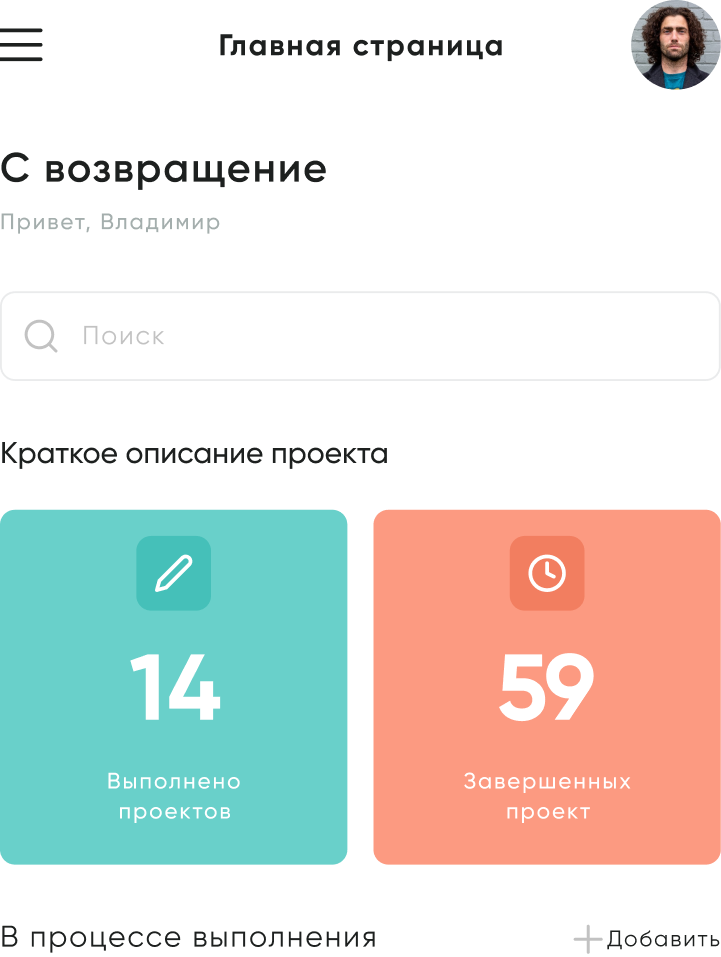 Главная страница
С возвращение
Привет, Владимир
Поиск
Краткое описание проекта
14
59
Выполнено
проектов
Завершенных
проект
В процессе выполнения
Добавить